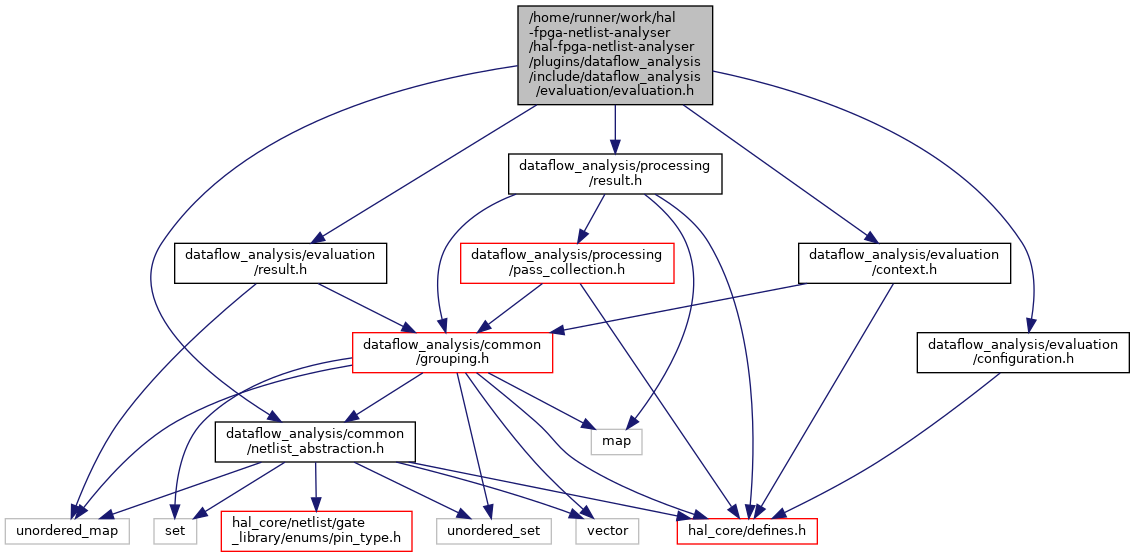 /home/runner/work/hal
-fpga-netlist-analyser
/hal-fpga-netlist-analyser
/plugins/dataflow_analysis
/include/dataflow_analysis
/evaluation/evaluation.h
dataflow_analysis/processing
/result.h
dataflow_analysis/evaluation
/result.h
dataflow_analysis/processing
/pass_collection.h
dataflow_analysis/evaluation
/context.h
dataflow_analysis/common
/grouping.h
dataflow_analysis/evaluation
/configuration.h
dataflow_analysis/common
/netlist_abstraction.h
map
unordered_map
set
hal_core/netlist/gate
_library/enums/pin_type.h
unordered_set
vector
hal_core/defines.h